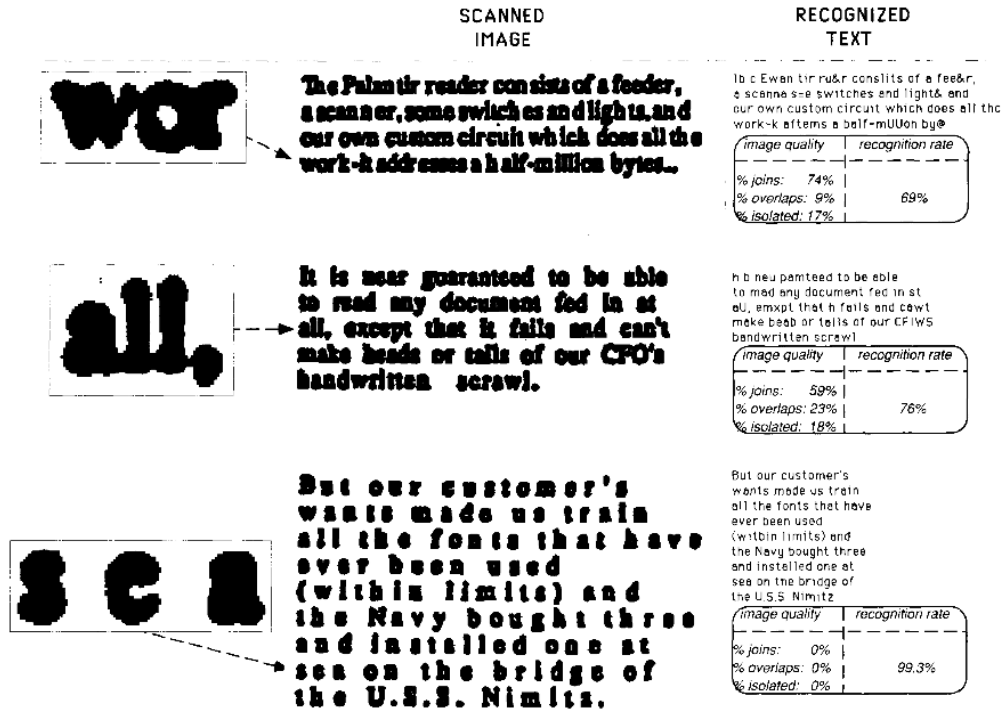 SCANNED
IMAGE
RECOGNIZED
TEXT
wor
The Palantir reader consists of a feeder,
a scanner, some switches and lights, and
our own custom circuit which does all the
work-it addresses a half-million bytes...
lb c Ewan tir ru&r conslits of a fee&r,
a scanna s=e switches and light& and
our own custom circuit which does all the
work-k aftems a balf-mUUon by@
image quality recognition rate
% joins: 74%
% overlaps: 9% 69%
% isolated: 17%
all,
It is near guaranteed to be able
to read any document fed in at
all, except that it fails and can't
make heads or tails of our CFO's
handwritten scrawl.
h b neu pamteed to be able
to mad any document fed in st
aU, emxpt that h fails and cawt
make beab or tails of our CFIWS
bandwritten scrawl
image quality recognition rate
% joins: 59%
% overlaps: 23% 76%
% isolated: 18%
s c a
But our customer's
wants made us train
all the fonts that have
ever been used
(within limits) and
the Navy bought three
and installed one at
sea on the bridge of
the U.S.S. Nimitz.
But our customer's
wants made us train
all the fonts that have
ever been used
(witbin limits) and
the Navy bought three
and installed one at
sea on the bridge of
the U.S.S Nimitz
image quality recognition rate
% joins: 0%
% overlaps: 0% 99.3%
% isolated: 0%